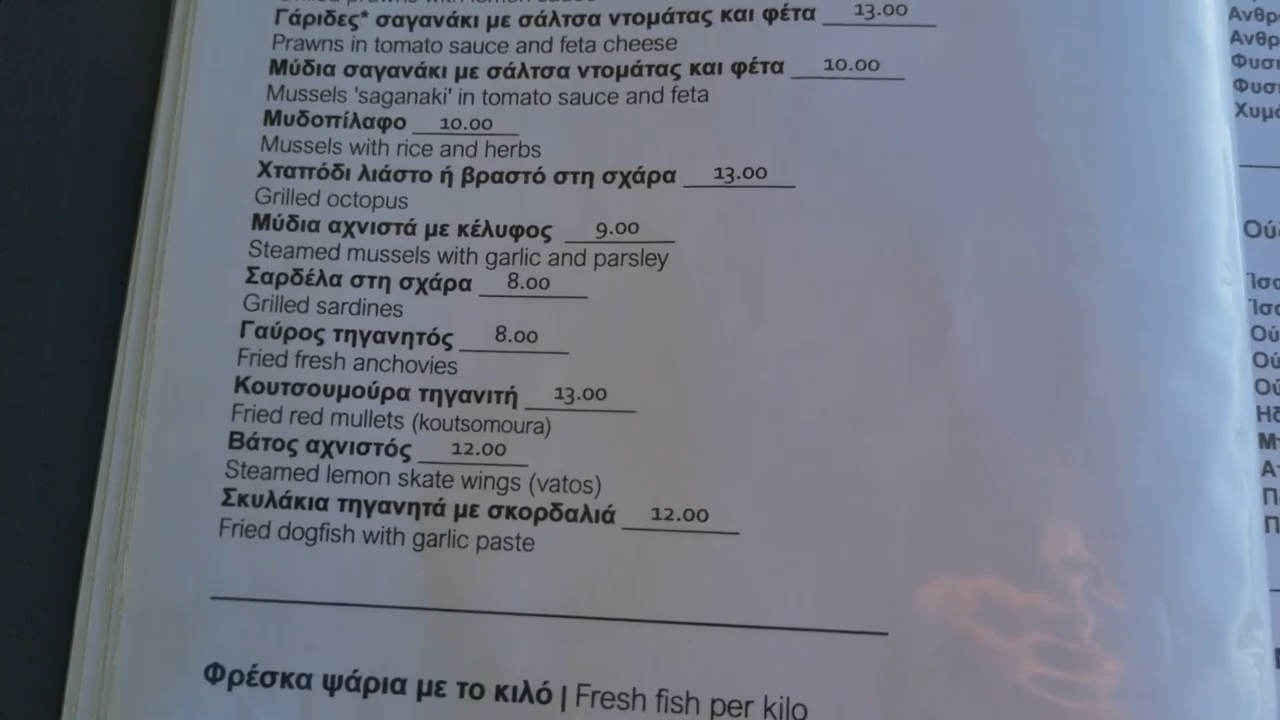 Γάριδες* σαγανάκι με σάλτσα ντομάτας και φέτα 13.00
Prawns in tomato sauce and feta cheese
Μύδια σαγανάκι με σάλτσα ντομάτας και φέτα 10.00
Mussels 'saganaki' in tomato sauce and feta
Μυδοπίλαφο 10.00
Mussels with rice and herbs
Χταπόδι λιάστο ή βραστό στη σχάρα 13.00
Grilled octopus
Μύδια αχνιστά με κέλυφος 9.00
Steamed mussels with garlic and parsley
Σαρδέλα στη σχάρα 8.00
Grilled sardines
Γαύρος τηγανητός 8.00
Fried fresh anchovies
Κουτσουμούρα τηγανιτή 13.00
Fried red mullets (koutsomoura)
Βάτος αχνιστός 12.00
Steamed lemon skate wings (vatos)
Σκυλάκια τηγανητά με σκορδαλιά 12.00
Fried dogfish with garlic paste
Φρέσκα ψάρια με το κιλό | Fresh fish per kilo